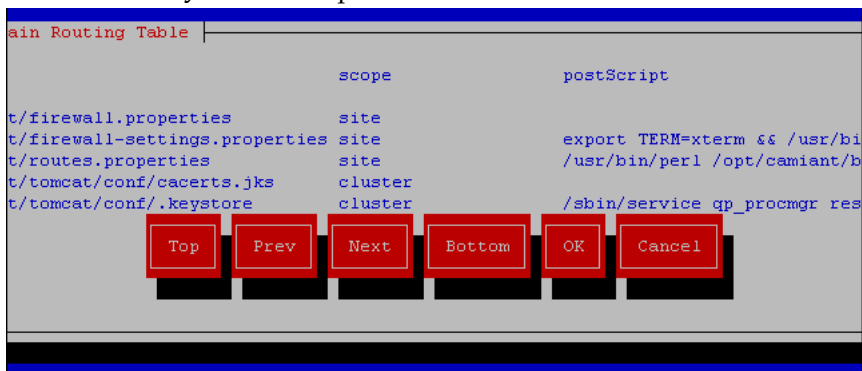 ain Routing Table
scope postScript
t/firewall.properties site
t/firewall-settings.properties site export TERM=xterm && /usr/bi
t/routes.properties site /usr/bin/perl /opt/camiant/b
t/tomcat/conf/cacerts.jks cluster
t/tomcat/conf/.keystore cluster /sbin/service qp_procmgr res
Top Prev Next Bottom OK Cancel